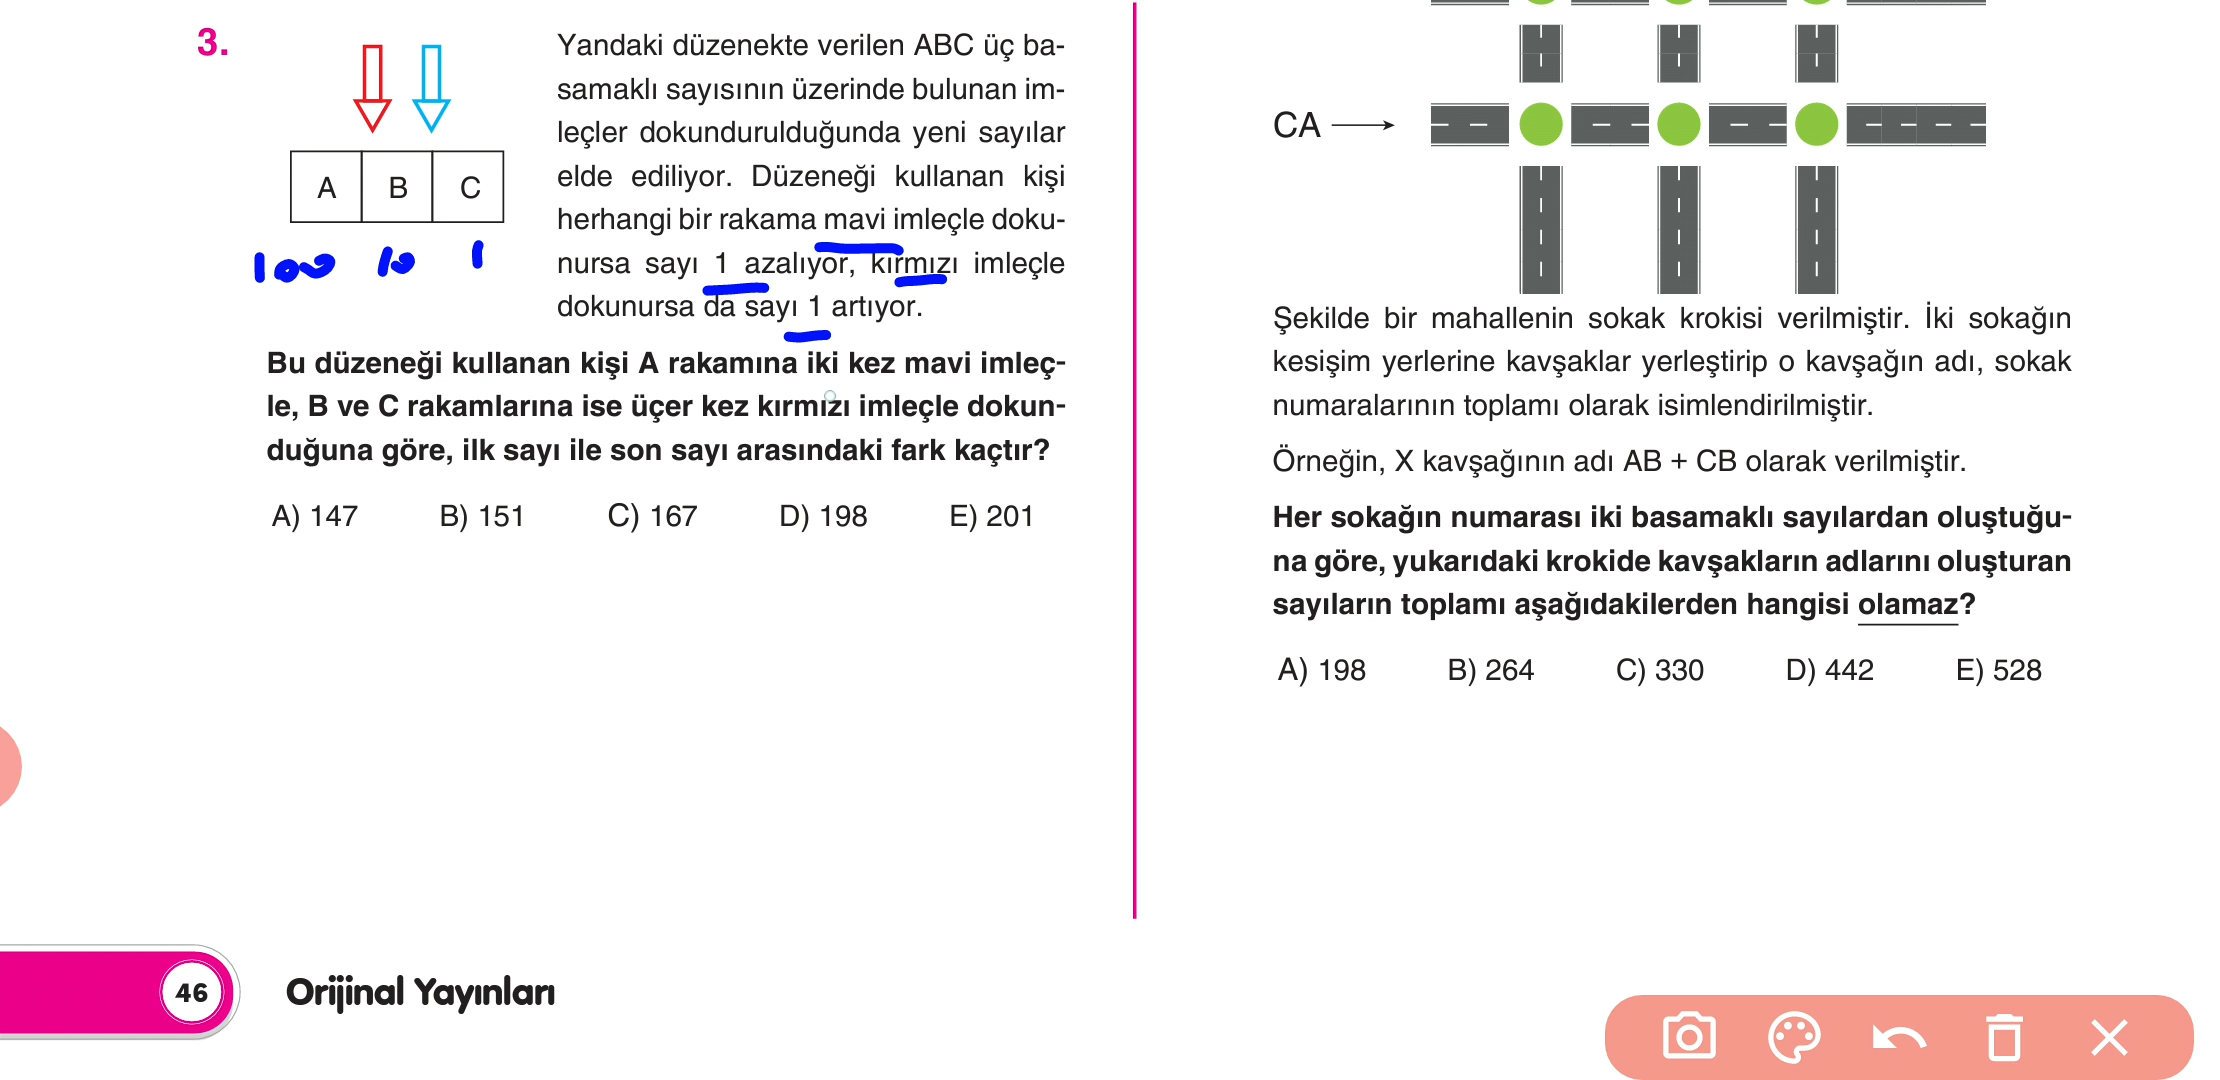 3.
A B C
100 10 1
Yandaki düzenekte verilen ABC üç ba-
samaklı sayısının üzerinde bulunan im-
leçler dokundurulduğunda yeni sayılar
elde ediliyor. Düzeneği kullanan kişi
herhangi bir rakama mavi imleçle doku-
nursa sayı 1 azalıyor, kırmızı imleçle
dokunursa da sayı 1 artıyor.
Bu düzeneği kullanan kişi A rakamına iki kez mavi imleç-
le, B ve C rakamlarına ise üçer kez kırmızı imleçle dokun-
duğuna göre, ilk sayı ile son sayı arasındaki fark kaçtır?
A) 147 B) 151 C) 167 D) 198 E) 201
CA
Şekilde bir mahallenin sokak krokisi verilmiştir. İki sokağın
kesişim yerlerine kavşaklar yerleştirip o kavşağın adı, sokak
numaralarının toplamı olarak isimlendirilmiştir.
Örneğin, X kavşağının adı AB + CB olarak verilmiştir.
Her sokağın numarası iki basamaklı sayılardan oluştuğu-
na göre, yukarıdaki krokide kavşakların adlarını oluşturan
sayıların toplamı aşağıdakilerden hangisi olamaz?
A) 198 B) 264 C) 330 D) 442 E) 528
46
Orijinal Yayınları